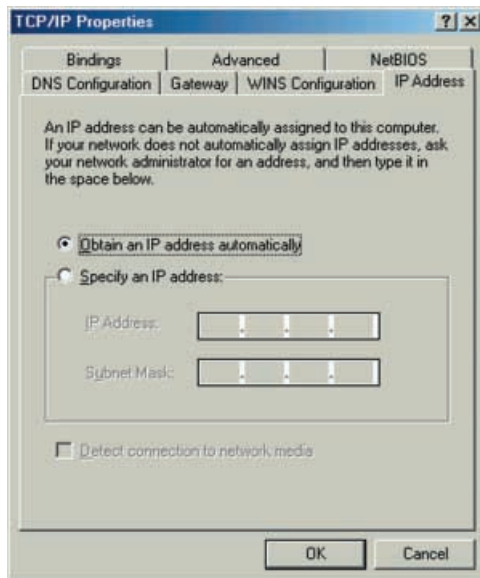 TCP/IP Properties
Bindings Advanced NetBIOS
DNS Configuration Gateway WINS Configuration IP Address
An IP address can be automatically assigned to this computer.
If your network does not automatically assign IP addresses, ask
your network administrator for an address, and then type it in
the space below.
Obtain an IP address automatically
Specify an IP address:
IP Address:
Subnet Mask:
Detect connection to network media
OK Cancel